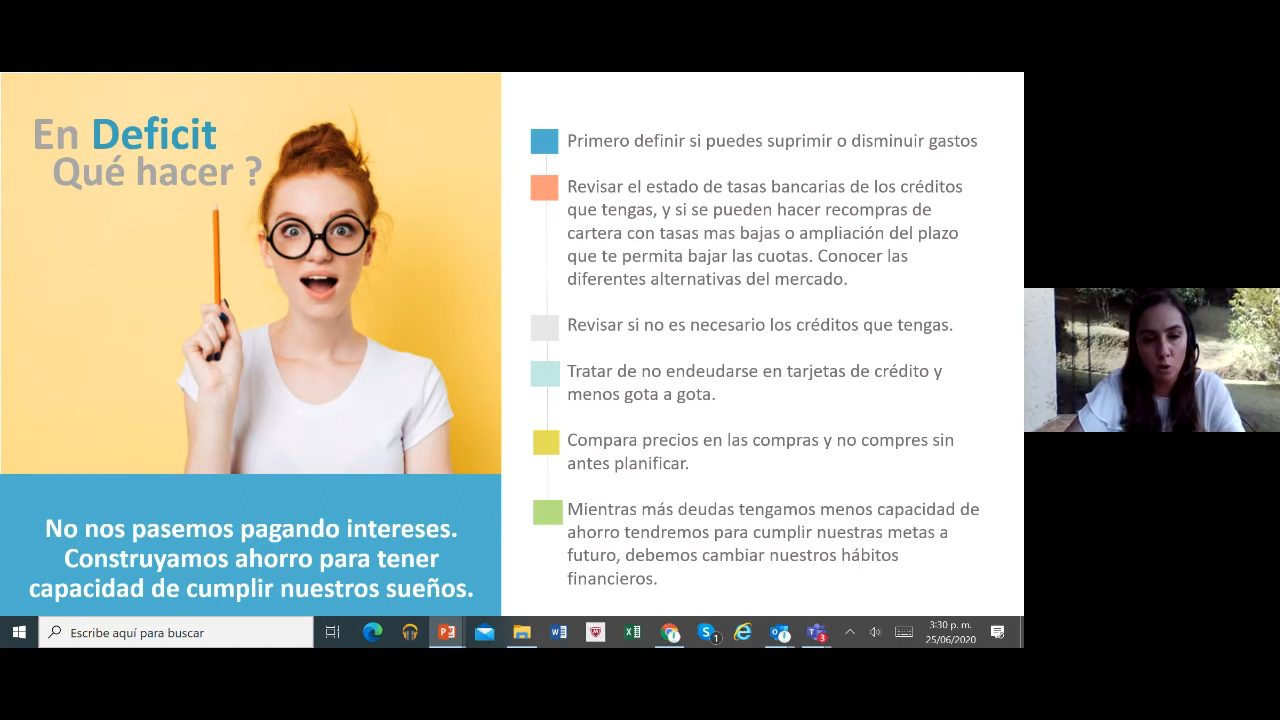 En Deficit
Qué hacer ?
No nos pasemos pagando intereses.
Construyamos ahorro para tener
capacidad de cumplir nuestros sueños.
Primero definir si puedes suprimir o disminuir gastos
Revisar el estado de tasas bancarias de los créditos
que tengas, y si se pueden hacer recompras de
cartera con tasas mas bajas o ampliación del plazo
que te permita bajar las cuotas. Conocer las
diferentes alternativas del mercado.
Revisar si no es necesario los créditos que tengas.
Tratar de no endeudarse en tarjetas de crédito y
menos gota a gota.
Compara precios en las compras y no compres sin
antes planificar.
Mientras más deudas tengamos menos capacidad de
ahorro tendremos para cumplir nuestras metas a
futuro, debemos cambiar nuestros hábitos
financieros.
Escribe aquí para buscar
3:30 p. m.
25/06/2020